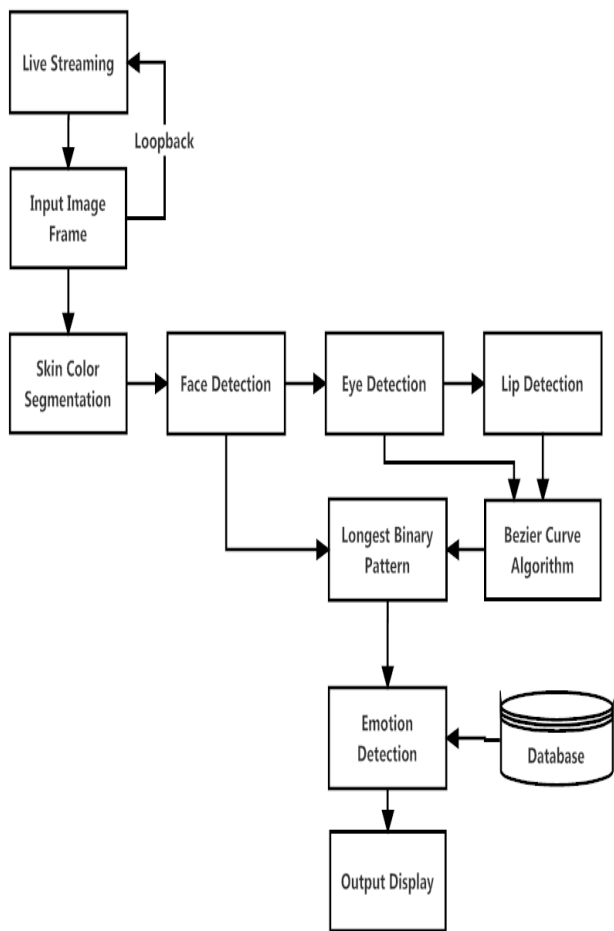 Live Streaming
Loopback
Input Image
Frame
Skin Color
Segmentation
Face Detection
Eye Detection
Lip Detection
Longest Binary
Pattern
Bezier Curve
Algorithm
Emotion
Detection
Database
Output Display